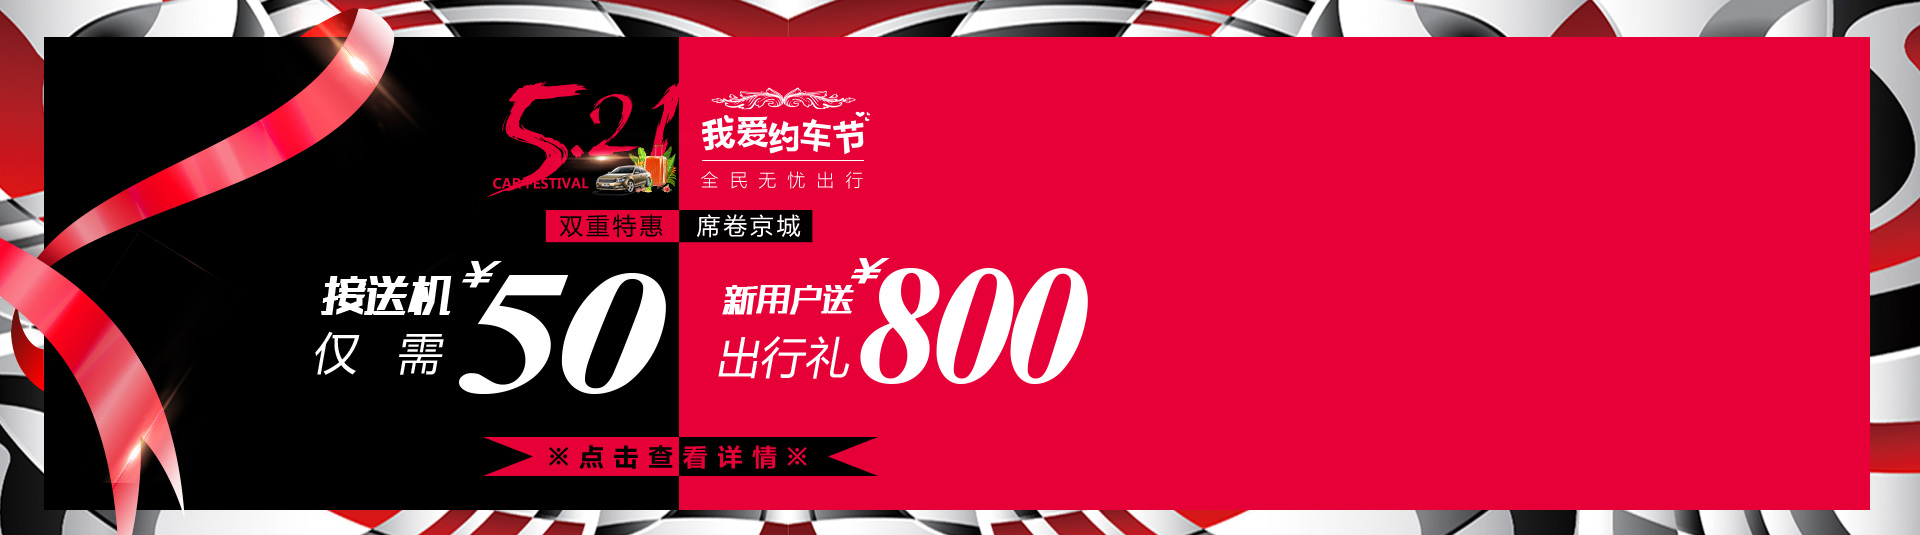 5.21
CAR FESTIVAL
我爱约车节
全民无忧出行
双重特惠 席卷京城
接送机
仅需
¥50
新用户送
出行礼
¥800
※点击查看详情※